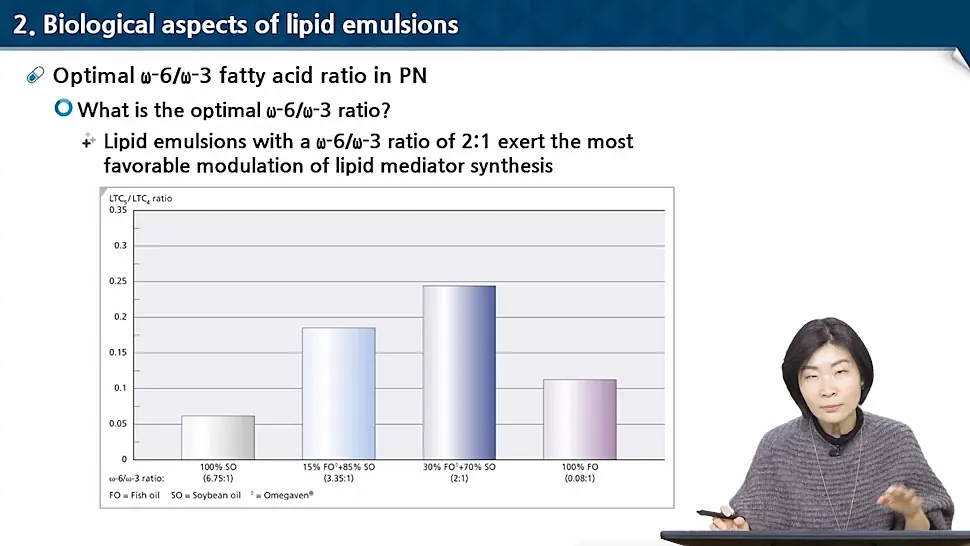 2. Biological aspects of lipid emulsions
Optimal ω-6/ω-3 fatty acid ratio in PN
What is the optimal ω-6/ω-3 ratio?
Lipid emulsions with a ω-6/ω-3 ratio of 2:1 exert the most
favorable modulation of lipid mediator synthesis
LTC₅/LTC₄ ratio
0.35
0.3
0.25
0.2
0.15
0.1
0.05
0
100% SO 15% FO◊+85% SO 30% FO◊+70% SO 100% FO
ω-6/ω-3 ratio: (6.75:1) (3.35:1) (2:1) (0.08:1)
FO = Fish oil SO = Soybean oil ◊ = Omegaven®